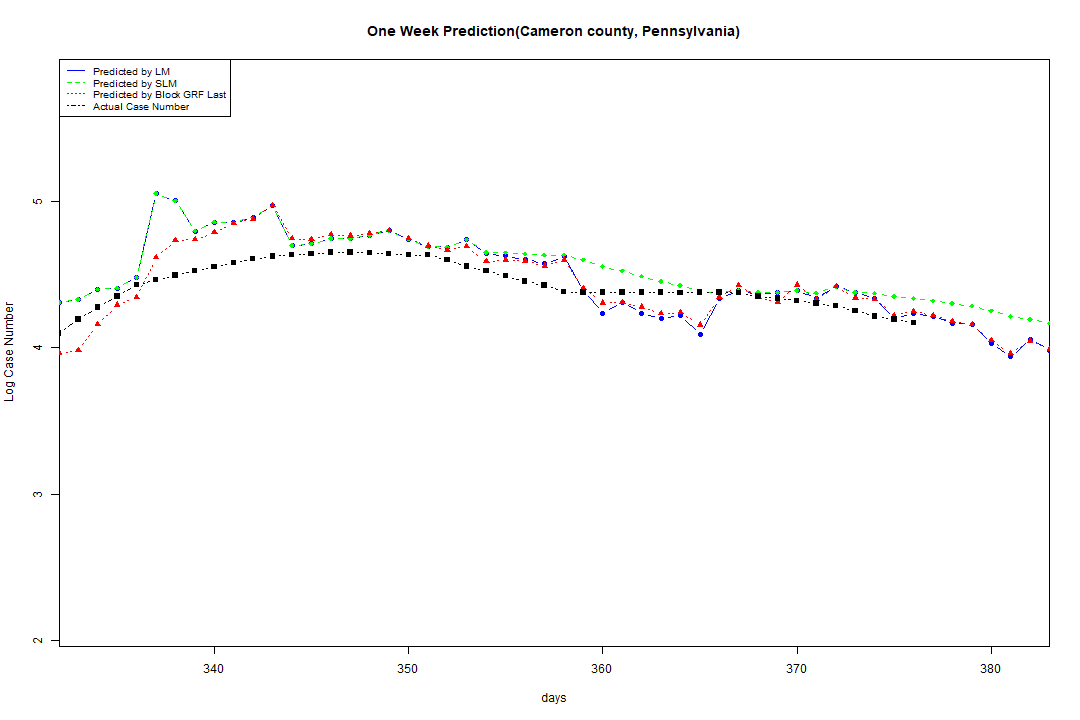 One Week Prediction(Cameron county, Pennsylvania)
Predicted by LM
Predicted by SLM
Predicted by Block GRF Last
Actual Case Number
5
4
3
2
Log Case Number
340 350 360 370 380
days